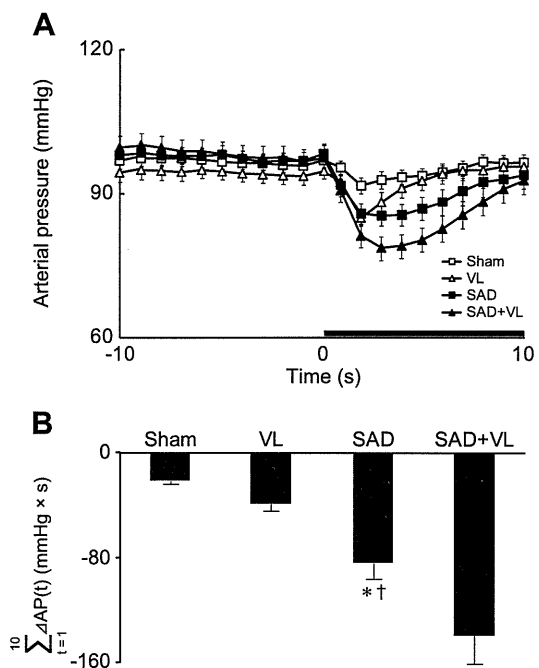 A
120
90
60
Arterial pressure (mmHg)
Sham
VL
SAD
SAD+VL
-10
0
10
Time (s)
B
Sham
VL
SAD
SAD+VL
0
-80
-160
10
∑ ΔAP(t) (mmHg × s)
t = 1
*†